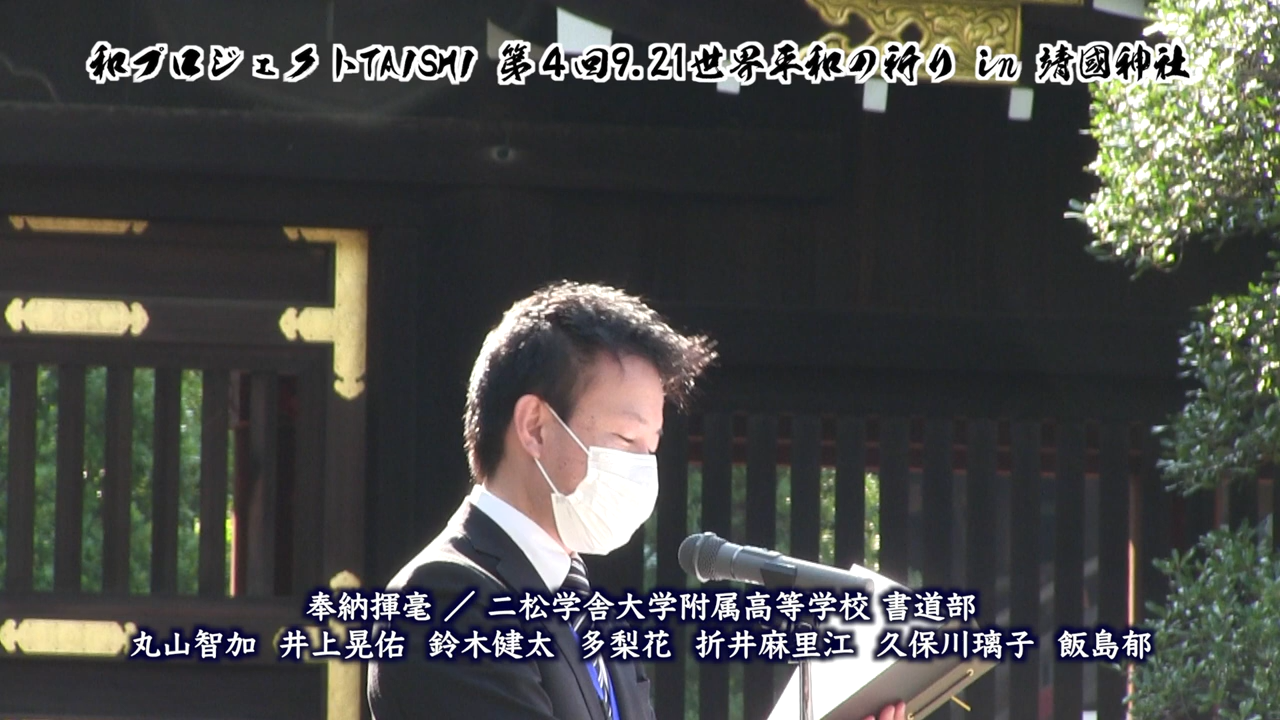 和プロジェクトTAISHI 第4回9.21世界平和の祈り in 靖國神社
奉納揮毫 ／ 二松学舎大学附属高等学校 書道部
丸山智加 井上晃佑 鈴木健太 多梨花 折井麻里江 久保川璃子 飯島郁